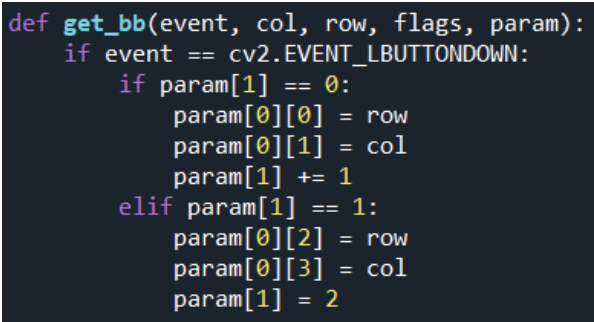 def get_bb(event, col, row, flags, param):
    if event == cv2.EVENT_LBUTTONDOWN:
        if param[1] == 0:
            param[0][0] = row
            param[0][1] = col
            param[1] += 1
        elif param[1] == 1:
            param[0][2] = row
            param[0][3] = col
            param[1] = 2